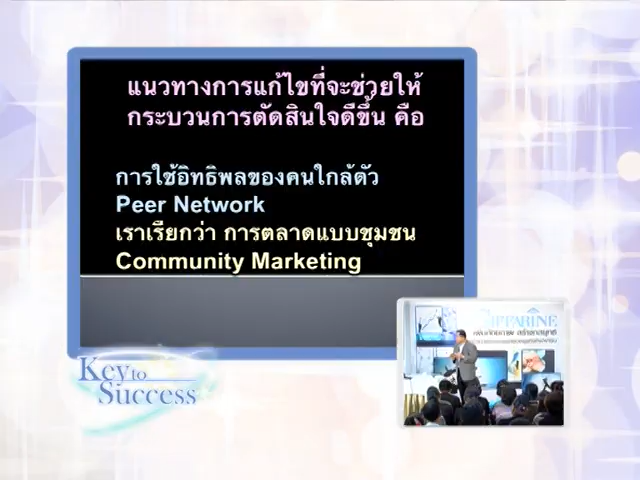 แนวทางการแก้ไขที่จะช่วยให้
กระบวนการตัดสินใจดีขึ้น คือ
การใช้อิทธิพลของคนใกล้ตัว
Peer Network
เราเรียกว่า การตลาดแบบชุมชน
Community Marketing
Key to
Success